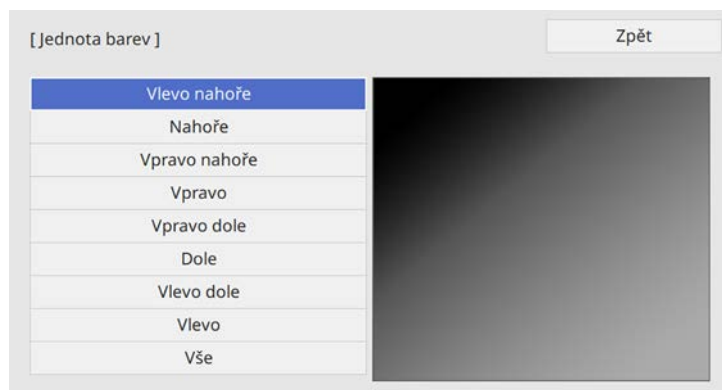 [ Jednota barev ]
Zpět
Vlevo nahoře
Nahoře
Vpravo nahoře
Vpravo
Vpravo dole
Dole
Vlevo dole
Vlevo
Vše